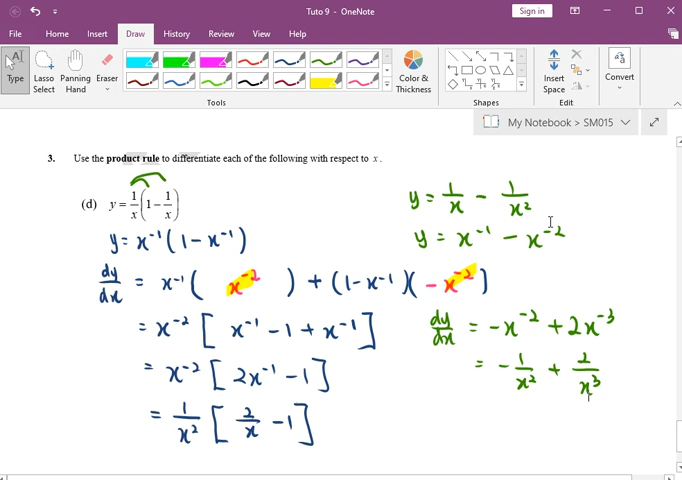 Tuto 9 - OneNote
Sign in
File Home Insert Draw History Review View Help
Type
Lasso Select
Panning Hand
Eraser
Color & Thickness
Insert Space
Convert
Tools
Shapes
Edit
My Notebook > SM015
3. Use the product rule to differentiate each of the following with respect to x.
(d) y = 1/x (1 − 1/x)
y = x⁻¹ (1 − x⁻¹)
dy/dx = x⁻¹ ( x⁻² ) + (1 − x⁻¹)( − x⁻² )
= x⁻² [ x⁻¹ − 1 + x⁻¹ ]
= x⁻² [ 2x⁻¹ − 1 ]
= 1/x² [ 2/x − 1 ]
y = 1/x − 1/x²
y = x⁻¹ − x⁻²
dy/dx = −x⁻² + 2x⁻³
= − 1/x² + 2/x³